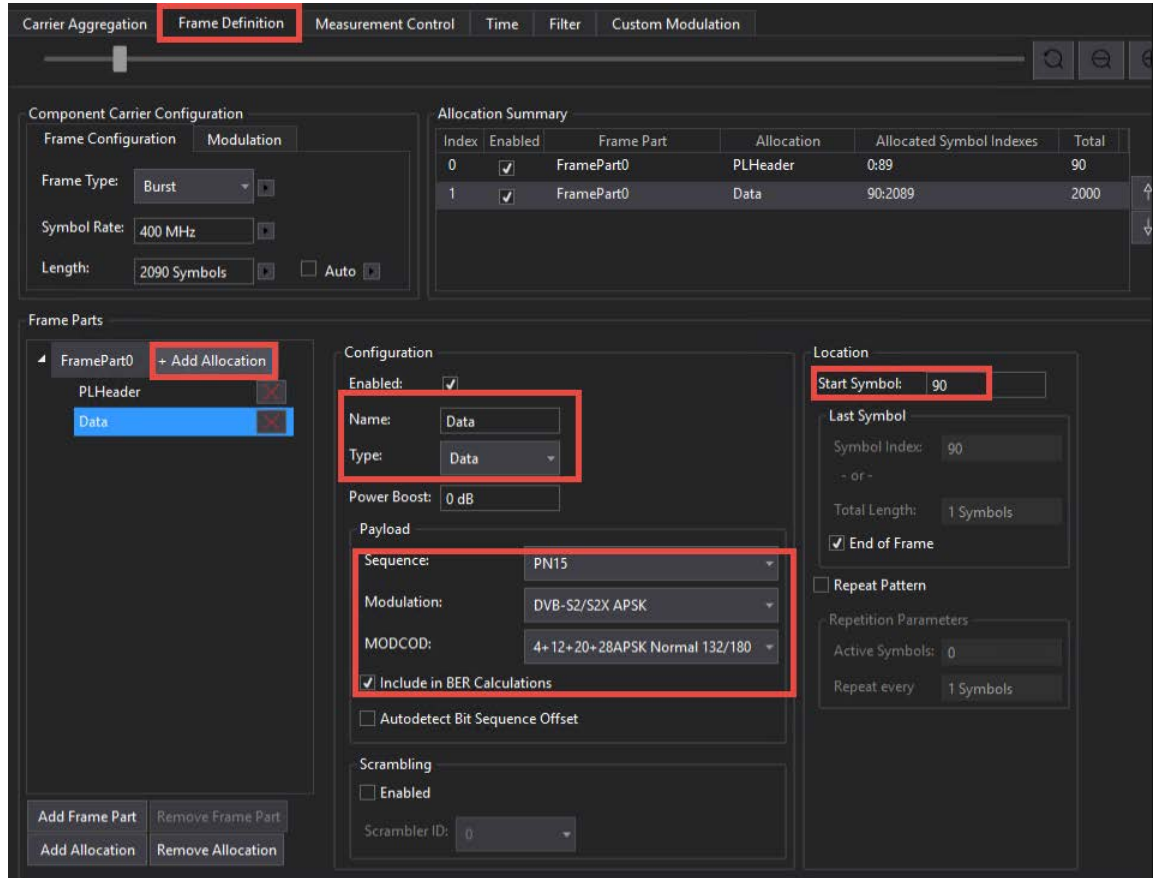 Carrier Aggregation Frame Definition Measurement Control Time Filter Custom Modulation
Component Carrier Configuration
Frame Configuration Modulation
Frame Type: Burst
Symbol Rate: 400 MHz
Length: 2090 Symbols Auto
Allocation Summary
Index Enabled Frame Part Allocation Allocated Symbol Indexes Total
0 FramePart0 PLHeader 0:89 90
1 FramePart0 Data 90:2089 2000
Frame Parts
FramePart0 + Add Allocation
PLHeader
Data
Add Frame Part Remove Frame Part
Add Allocation Remove Allocation
Configuration
Enabled:
Name: Data
Type: Data
Power Boost: 0 dB
Payload
Sequence: PN15
Modulation: DVB-S2/S2X APSK
MODCOD: 4+12+20+28APSK Normal 132/180
Include in BER Calculations
Autodetect Bit Sequence Offset
Scrambling
Enabled
Scrambler ID: 0
Location
Start Symbol: 90
Last Symbol
Symbol Index: 90
- or -
Total Length: 1 Symbols
End of Frame
Repeat Pattern
Repetition Parameters
Active Symbols: 0
Repeat every 1 Symbols